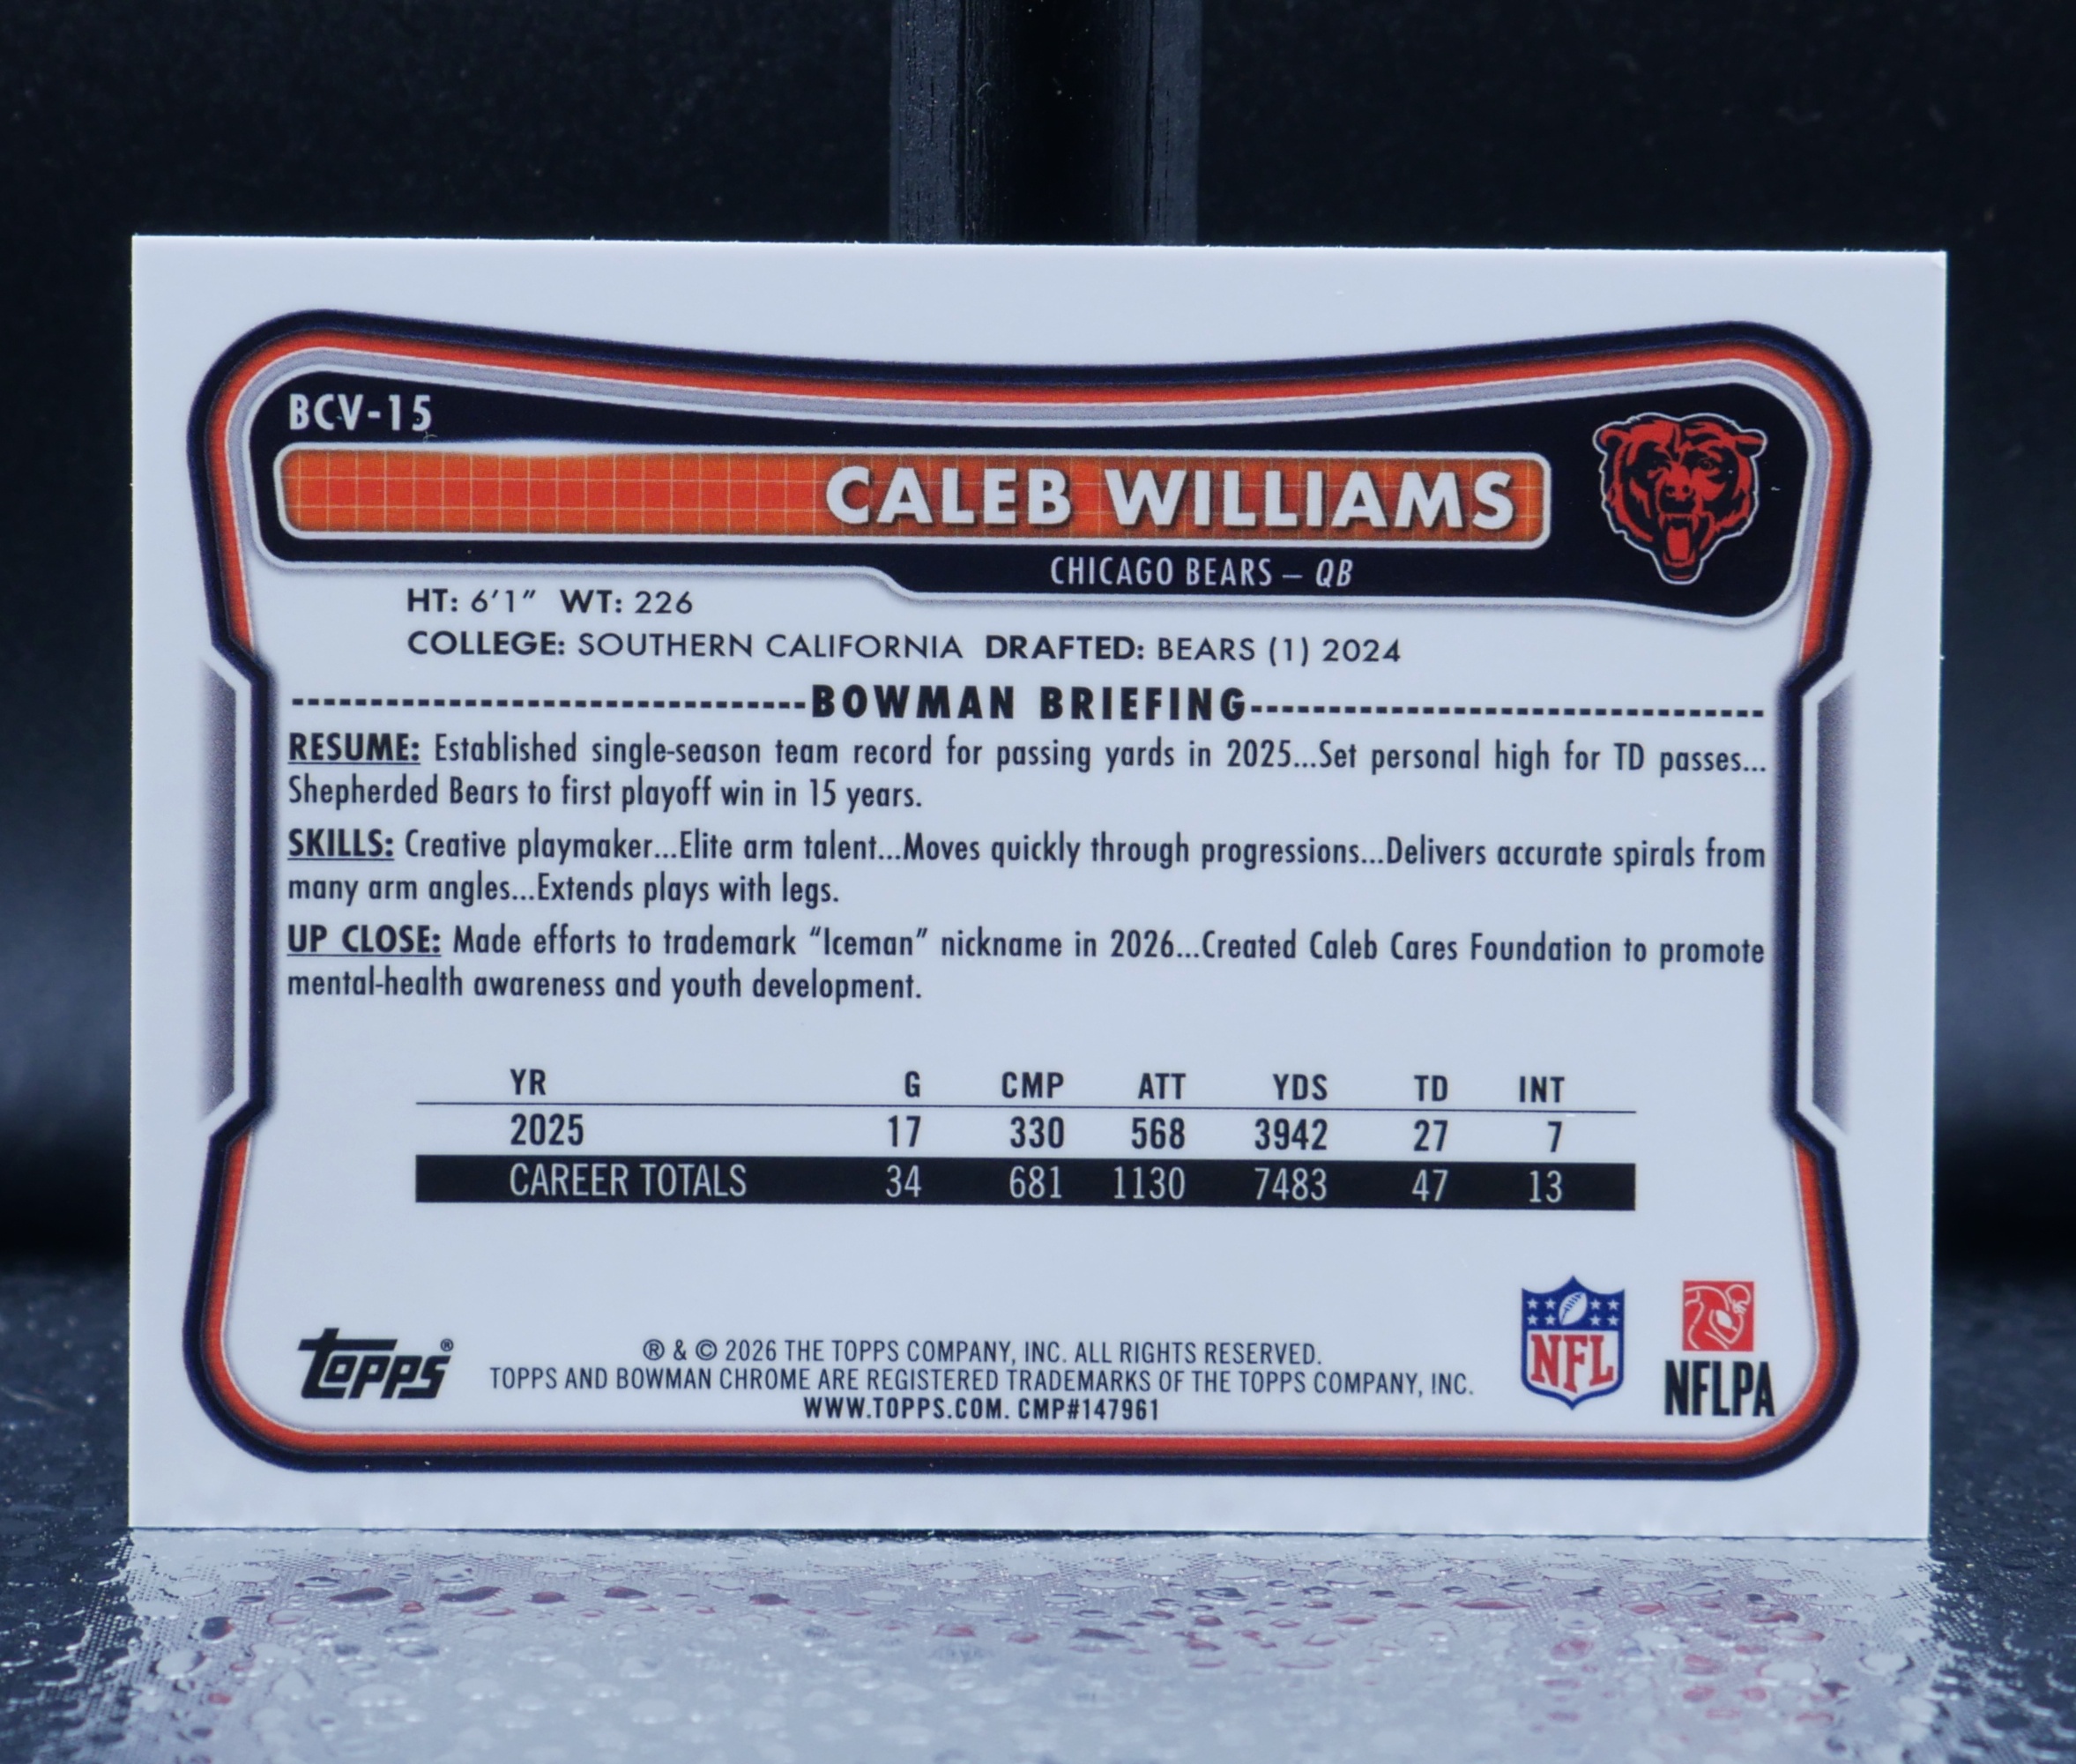 BCV-15
CALEB WILLIAMS
CHICAGO BEARS – QB
HT: 6'1" WT: 226
COLLEGE: SOUTHERN CALIFORNIA DRAFTED: BEARS (1) 2024
---------------------------------BOWMAN BRIEFING---------------------------------
RESUME: Established single-season team record for passing yards in 2025...Set personal high for TD passes...
Shepherded Bears to first playoff win in 15 years.
SKILLS: Creative playmaker...Elite arm talent...Moves quickly through progressions...Delivers accurate spirals from
many arm angles...Extends plays with legs.
UP CLOSE: Made efforts to trademark “Iceman” nickname in 2026...Created Caleb Cares Foundation to promote
mental-health awareness and youth development.
YR G CMP ATT YDS TD INT
2025 17 330 568 3942 27 7
CAREER TOTALS 34 681 1130 7483 47 13
Topps®
® & © 2026 THE TOPPS COMPANY, INC. ALL RIGHTS RESERVED.
TOPPS AND BOWMAN CHROME ARE REGISTERED TRADEMARKS OF THE TOPPS COMPANY, INC.
WWW.TOPPS.COM. CMP#147961
NFL
NFLPA